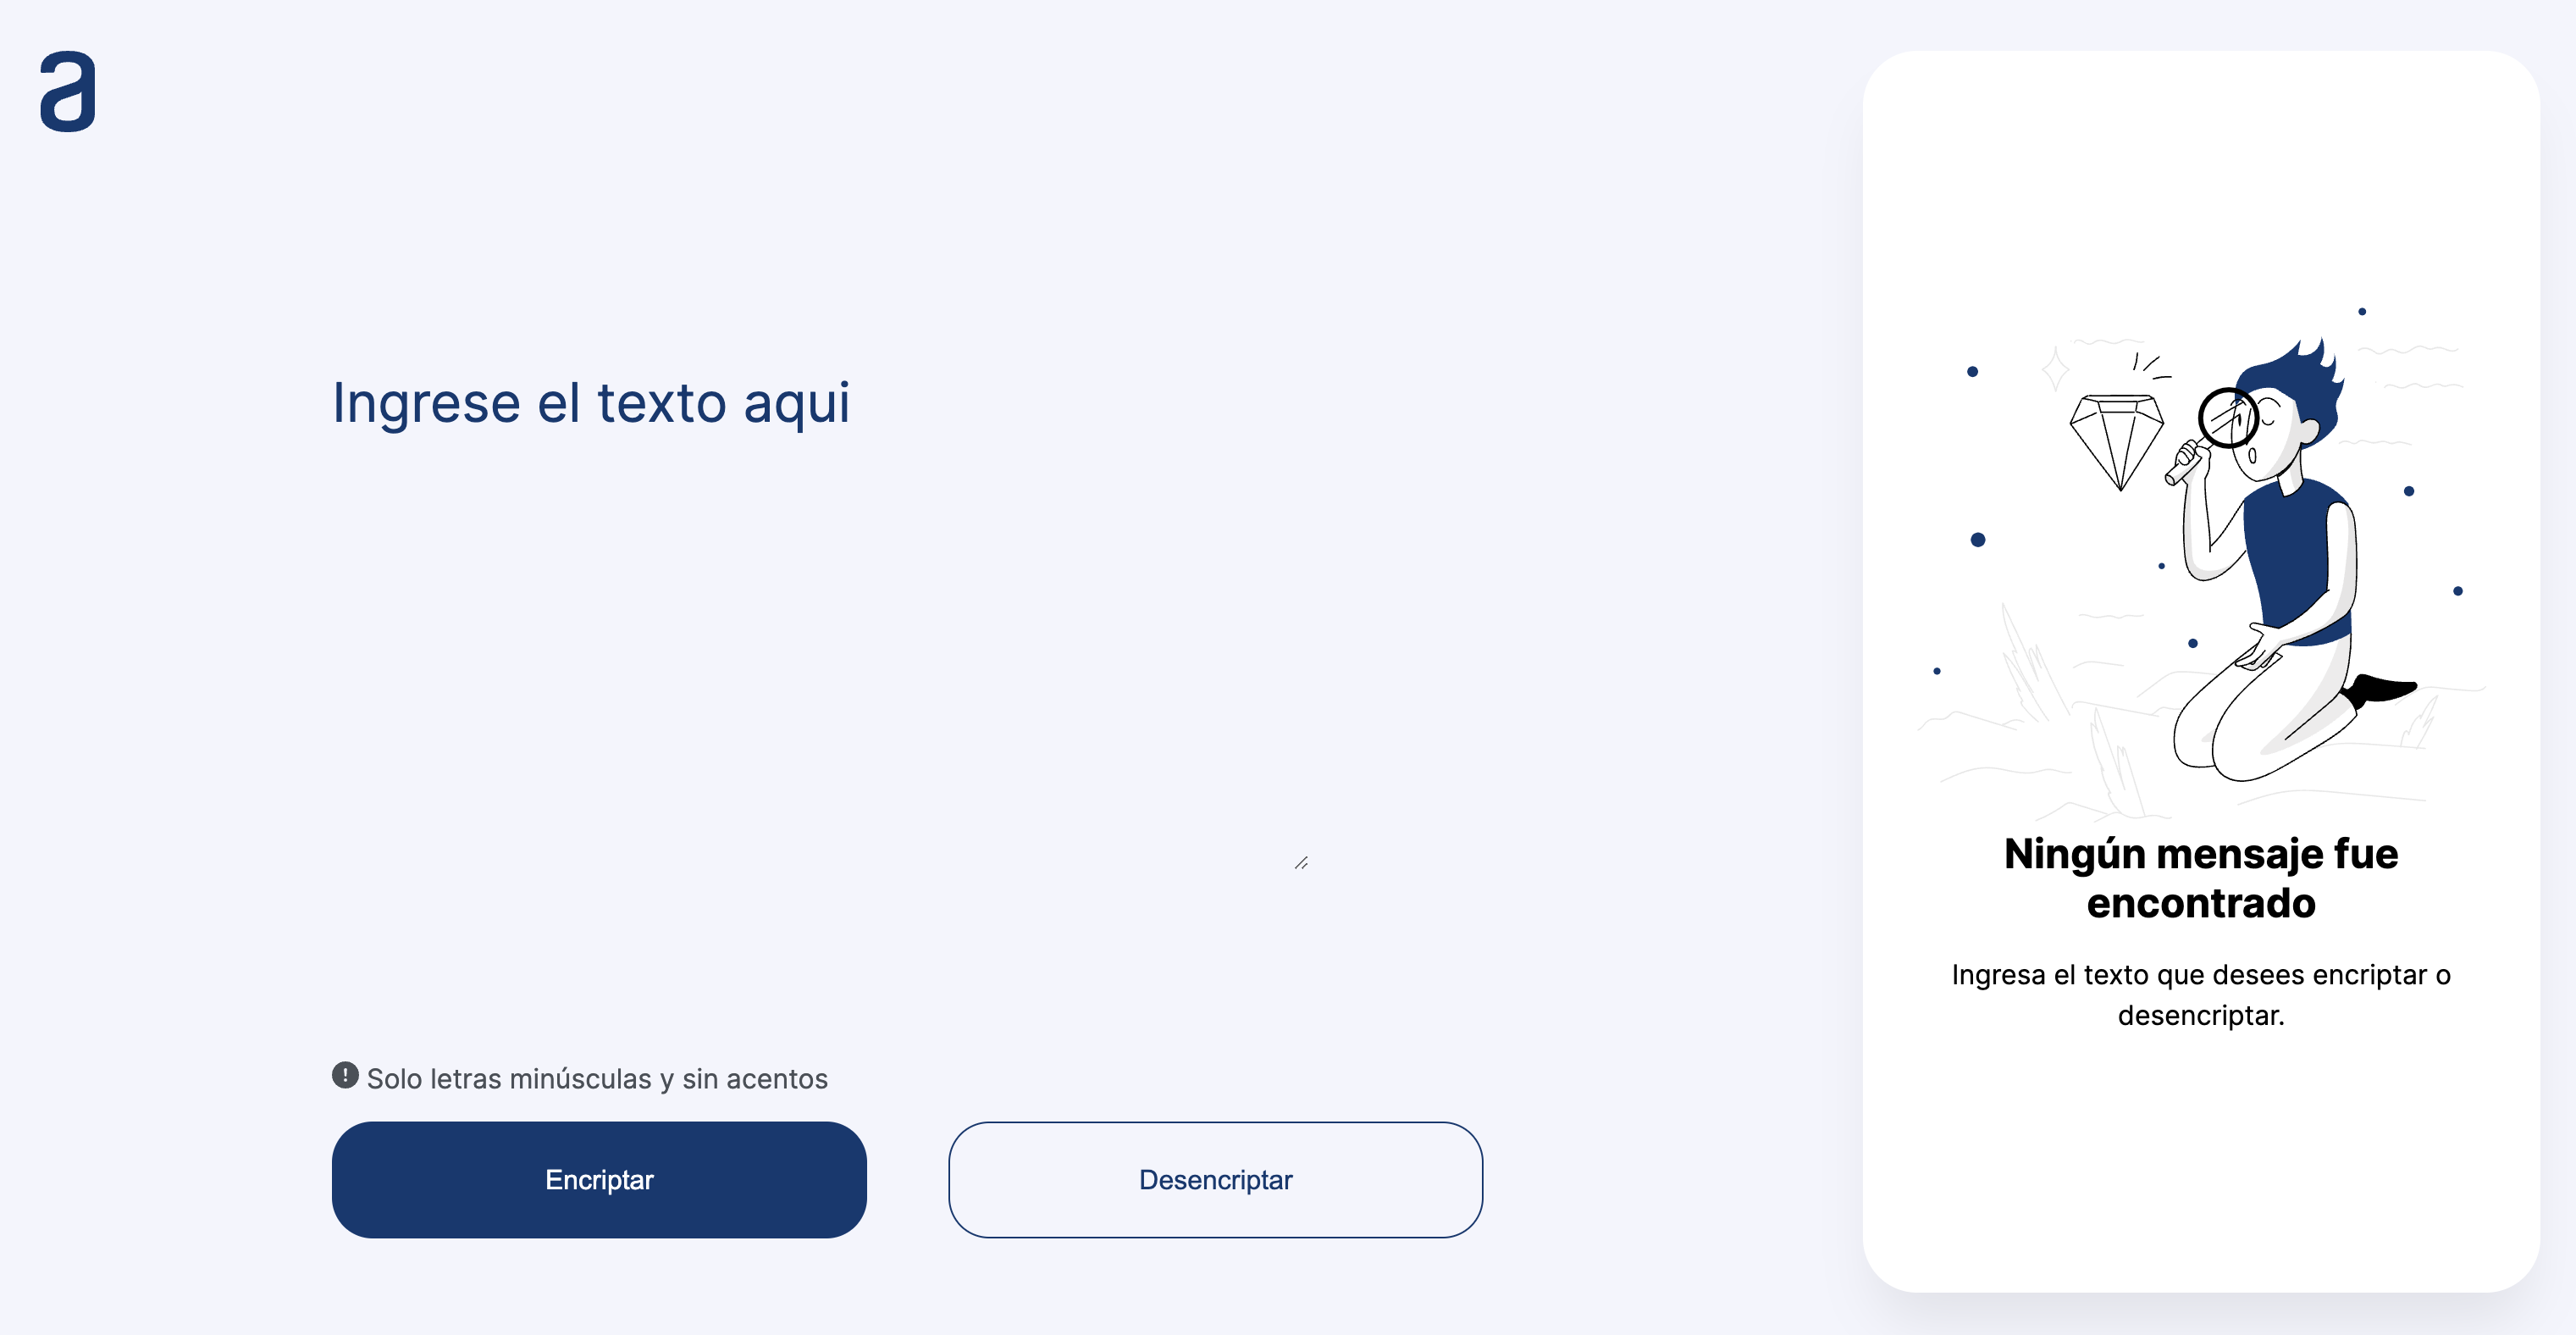 a
Ingrese el texto aqui
Solo letras minúsculas y sin acentos
Encriptar
Desencriptar
Ningún mensaje fue
encontrado
Ingresa el texto que desees encriptar o
desencriptar.